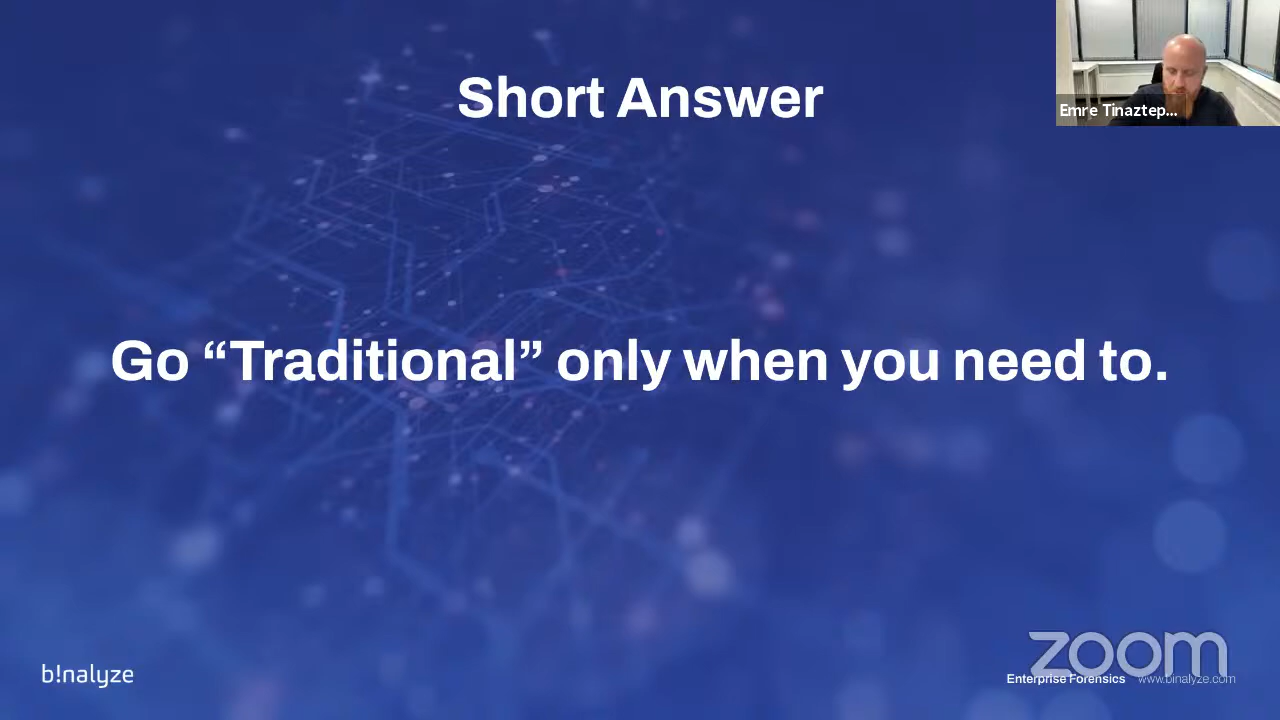 Short Answer
Emre Tinaztep...
Go “Traditional” only when you need to.
b!nalyze
zoom
Enterprise Forensics www.binalyze.com